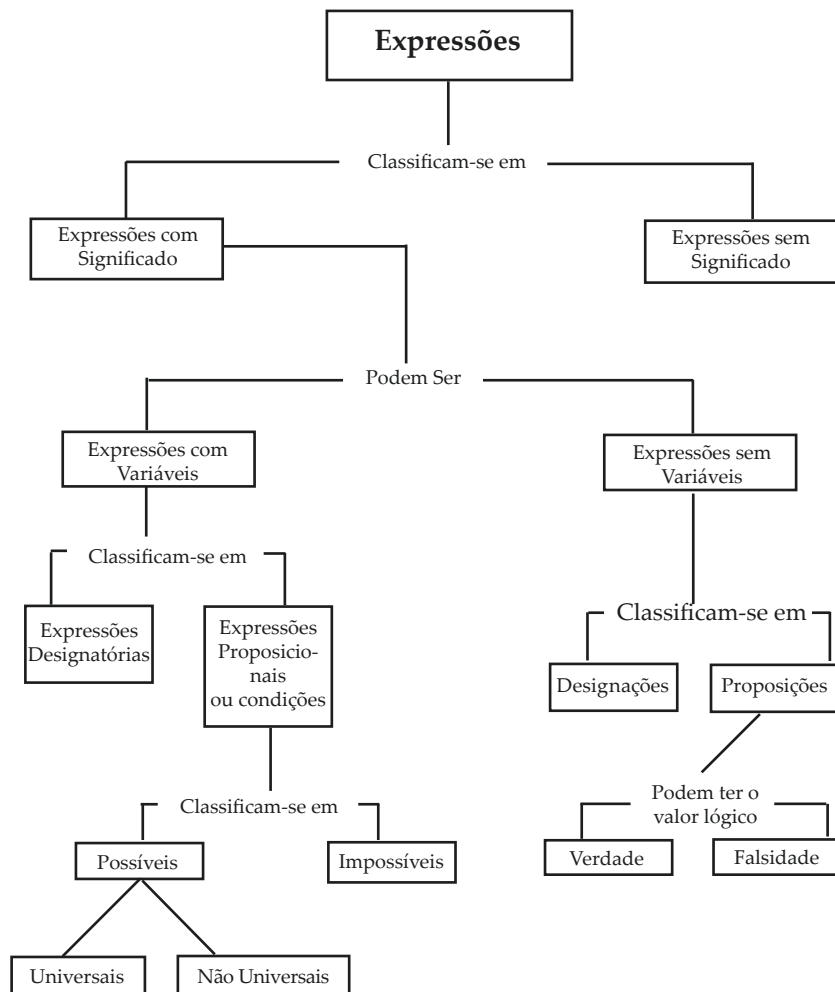 Expressões
Classificam-se em
Expressões com
Significado
Expressões sem
Significado
Podem Ser
Expressões com
Variáveis
Expressões sem
Variáveis
Classificam-se em
Expressões
Designatórias
Expressões
Proposicio-
nais
ou condições
Classificam-se em
Designações
Proposições
Classificam-se em
Possíveis
Impossíveis
Podem ter o
valor lógico
Verdade
Falsidade
Universais
Não Universais